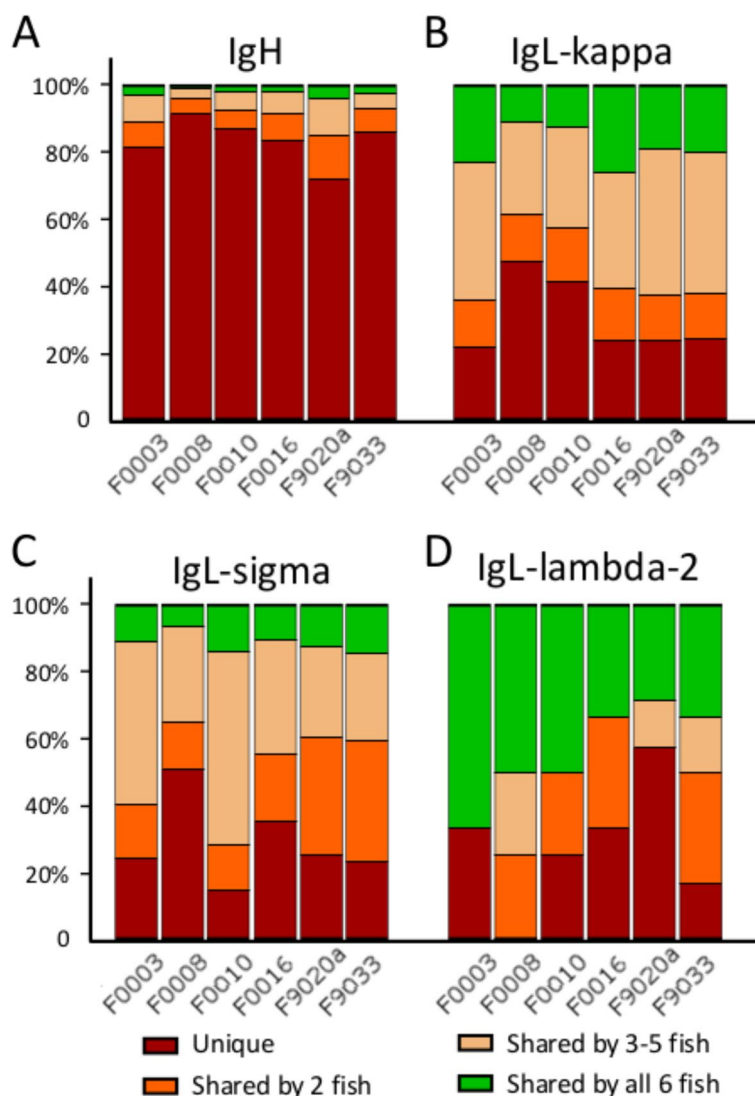 A
IgH
B
IgL-kappa
100%
80%
60%
40%
20%
0
F0003
F0008
F0010
F0016
F9020a
F9033
F0003
F0008
F0010
F0016
F9020a
F9033
C
IgL-sigma
D
IgL-lambda-2
100%
80%
60%
40%
20%
0
F0003
F0008
F0010
F0016
F9020a
F9033
F0003
F0008
F0010
F0016
F9020a
F9033
Unique
Shared by 3-5 fish
Shared by 2 fish
Shared by all 6 fish